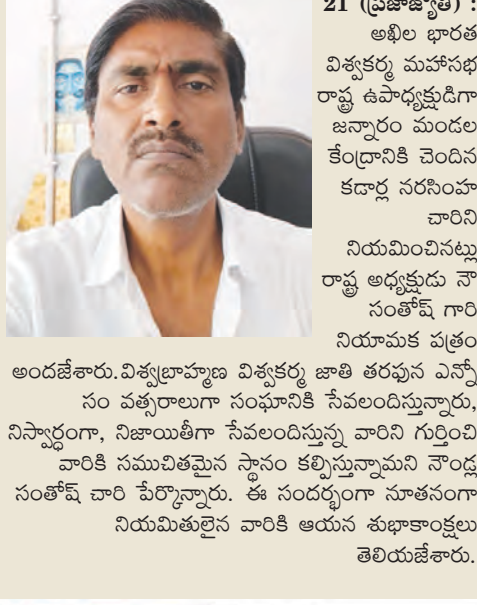 21 (ప్రజాజ్యోతి) :
అఖిల భారత
విశ్వకర్మ మహాసభ
రాష్ట్ర ఉపాధ్యక్షుడిగా
జన్నారం మండల
కేంద్రానికి చెందిన
కడార్ల నరసింహ
చారిని
నియమించినట్లు
రాష్ట్ర అధ్యక్షుడు నౌ
సంతోష్ గారి
నియామక పత్రం
అందజేశారు.విశ్వబ్రాహ్మణ విశ్వకర్మ జాతి తరఫున ఎన్నో
సం వత్సరాలుగా సంఘానికి సేవలందిస్తున్నారు,
నిస్వార్థంగా, నిజాయితీగా సేవలందిస్తున్న వారిని గుర్తించి
వారికి సముచితమైన స్థానం కల్పిస్తున్నామని నౌండ్ల
సంతోష్ చారి పేర్కొన్నారు. ఈ సందర్భంగా నూతనంగా
నియమితులైన వారికి ఆయన శుభాకాంక్షలు
తెలియజేశారు.